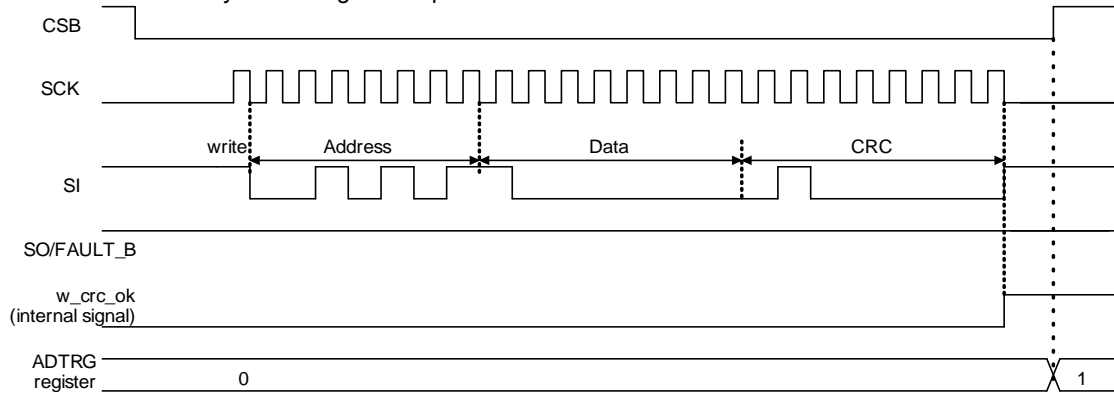 CSB
SCK
write Address Data CRC
SI
SO/FAULT_B
w_crc_ok
(internal signal)
ADTRG
register 0 1